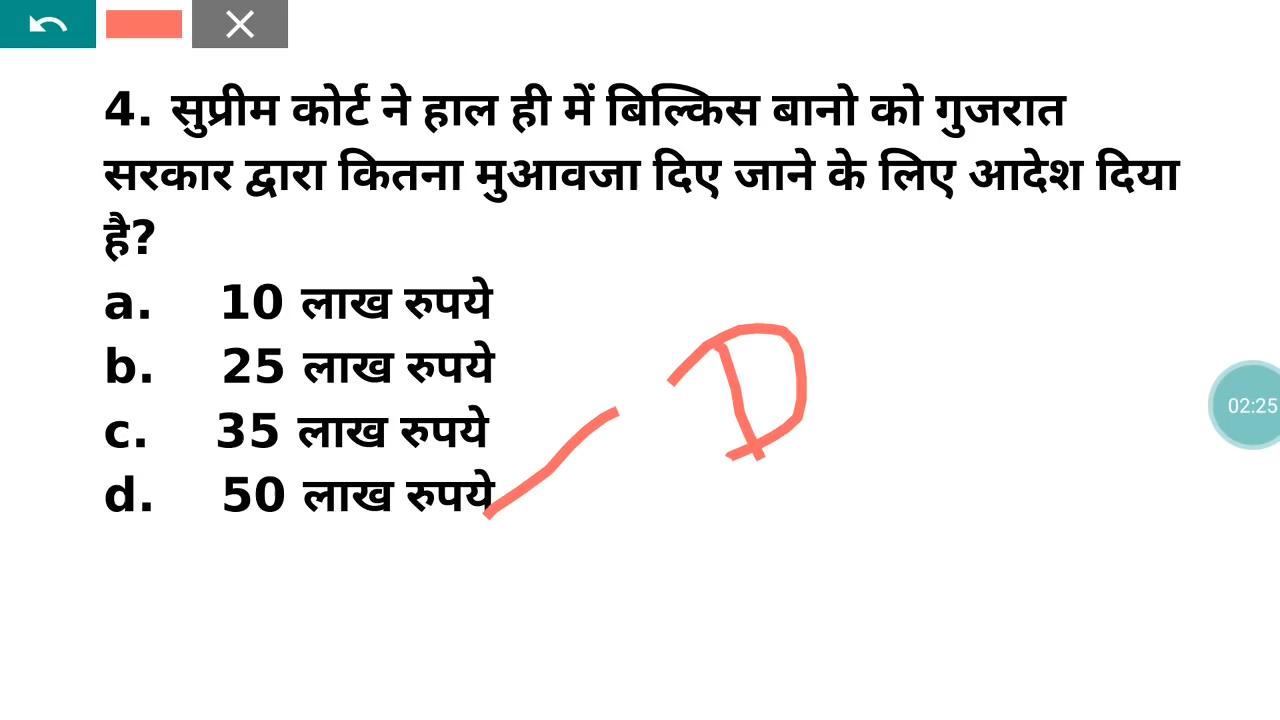 4. सुप्रीम कोर्ट ने हाल ही में बिल्किस बानो को गुजरात
सरकार द्वारा कितना मुआवजा दिए जाने के लिए आदेश दिया
है?
a. 10 लाख रुपये
b. 25 लाख रुपये
c. 35 लाख रुपये
d. 50 लाख रुपये
D
02:25